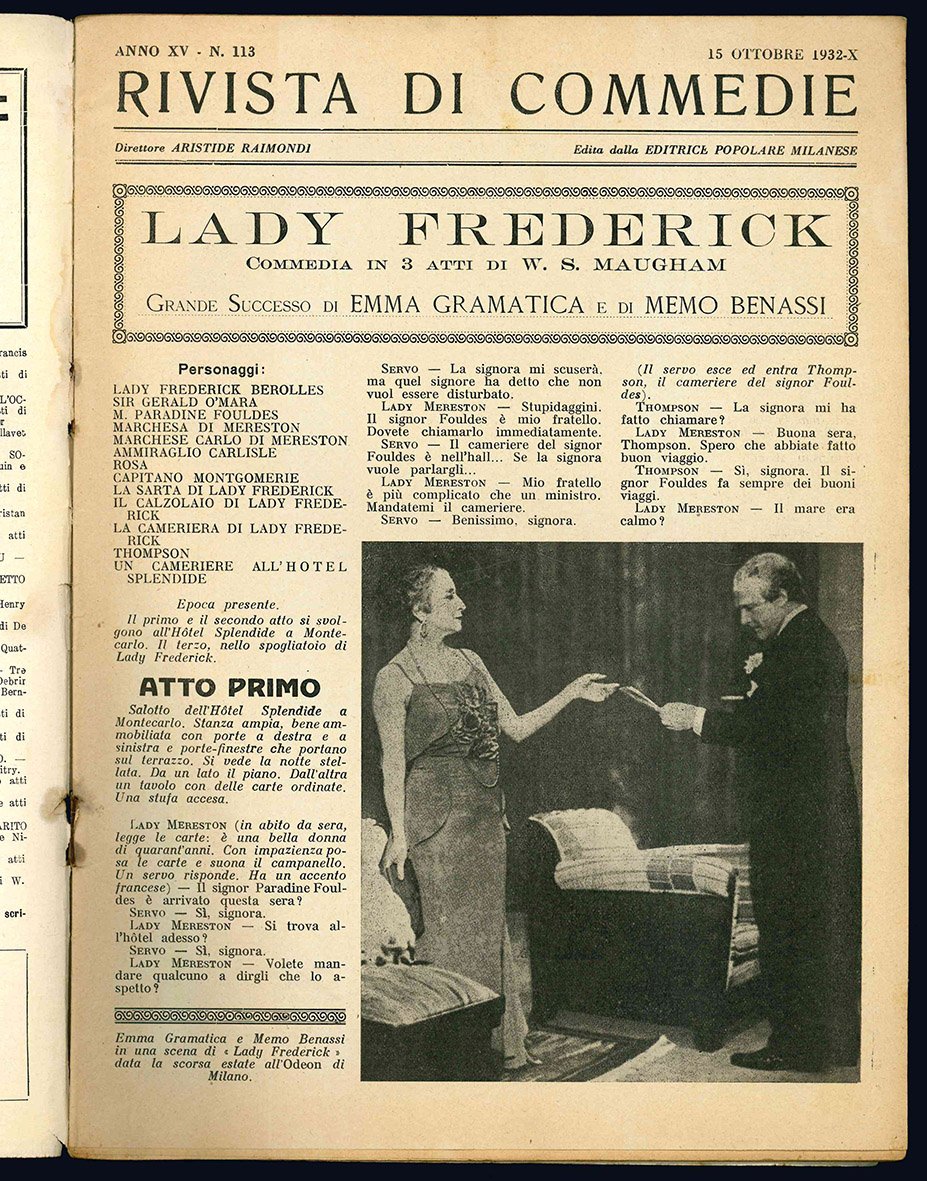 ANNO XV - N. 113
15 OTTOBRE 1932-X
RIVISTA DI COMMEDIE
Direttore ARISTIDE RAIMONDI
Edita dalla EDITRICE POPOLARE MILANESE
LADY FREDERICK
COMMEDIA IN 3 ATTI DI W. S. MAUGHAM
GRANDE SUCCESSO DI EMMA GRAMATICA E DI MEMO BENASSI
Personaggi:
LADY FREDERICK BEROLLES
SIR GERALD O'MARA
M. PARADINE FOULDES
MARCHESA DI MERESTON
MARCHESE CARLO DI MERESTON
AMMIRAGLIO CARLISLE
ROSA
CAPITANO MONTGOMERIE
LA SARTA DI LADY FREDERICK
IL CALZOLAIO DI LADY FREDE-
RICK
LA CAMERIERA DI LADY FREDE-
RICK
THOMPSON
UN CAMERIERE ALL'HOTEL
SPLENDIDE
Epoca presente.
Il primo e il secondo atto si svol-
gono all'Hôtel Splendide a Monte-
carlo. Il terzo, nello spogliatoio di
Lady Frederick.
ATTO PRIMO
Salotto dell'Hôtel Splendide a
Montecarlo. Stanza ampia, bene am-
mobiliata con porte a destra e a
sinistra e porte-finestre che portano
sul terrazzo. Si vede la notte stel-
lata. Da un lato il piano. Dall'altra
un tavolo con delle carte ordinate.
Una stufa accesa.
LADY MERESTON (in abito da sera,
legge le carte: è una bella donna
di quarant'anni. Con impazienza po-
sa le carte e suona il campanello.
Un servo risponde. Ha un accento
francese) — Il signor Paradine Foul-
des è arrivato questa sera?
SERVO — Sì, signora.
LADY MERESTON — Si trova al-
l'hôtel adesso?
SERVO — Sì, signora.
LADY MERESTON — Volete man-
dare qualcuno a dirgli che lo a-
spetto?
Emma Gramatica e Memo Benassi
in una scena di « Lady Frederick »
data la scorsa estate all'Odeon di
Milano.
SERVO — La signora mi scuserà,
ma quel signore ha detto che non
vuol essere disturbato.
LADY MERESTON — Stupidaggini.
Il signor Fouldes è mio fratello.
Dovete chiamarlo immediatamente.
SERVO — Il cameriere del signor
Fouldes è nell'hall... Se la signora
vuole parlargli...
LADY MERESTON — Mio fratello
è più complicato che un ministro.
Mandatemi il cameriere.
SERVO — Benissimo, signora.
(Il servo esce ed entra Thomp-
son, il cameriere del signor Foul-
des).
THOMPSON — La signora mi ha
fatto chiamare?
LADY MERESTON — Buona sera,
Thompson. Spero che abbiate fatto
buon viaggio.
THOMPSON — Sì, signora. Il si-
gnor Fouldes fa sempre dei buoni
viaggi.
LADY MERESTON — Il mare era
calmo?